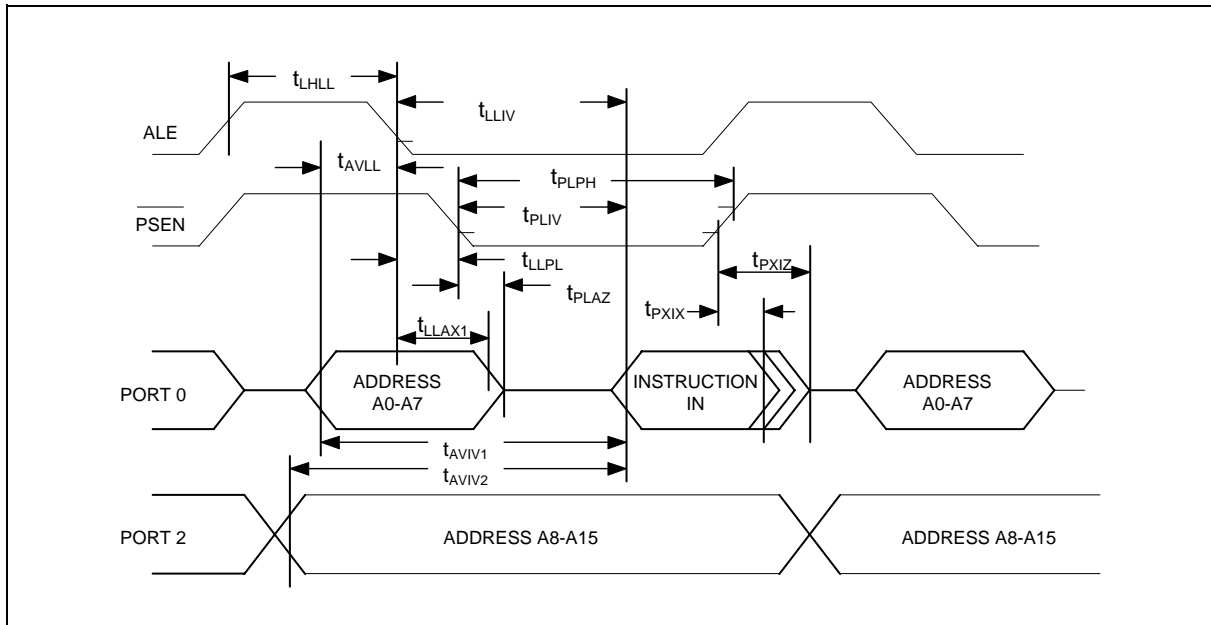 tLHLL
tLLIV
ALE
tAVLL
tPLPH
PSEN
tPLIV
tLLPL
tPXIZ
tPLAZ
tPXIX
tLLAX1
PORT 0
ADDRESS
A0-A7
INSTRUCTION
IN
ADDRESS
A0-A7
tAVIV1
tAVIV2
PORT 2
ADDRESS A8-A15
ADDRESS A8-A15